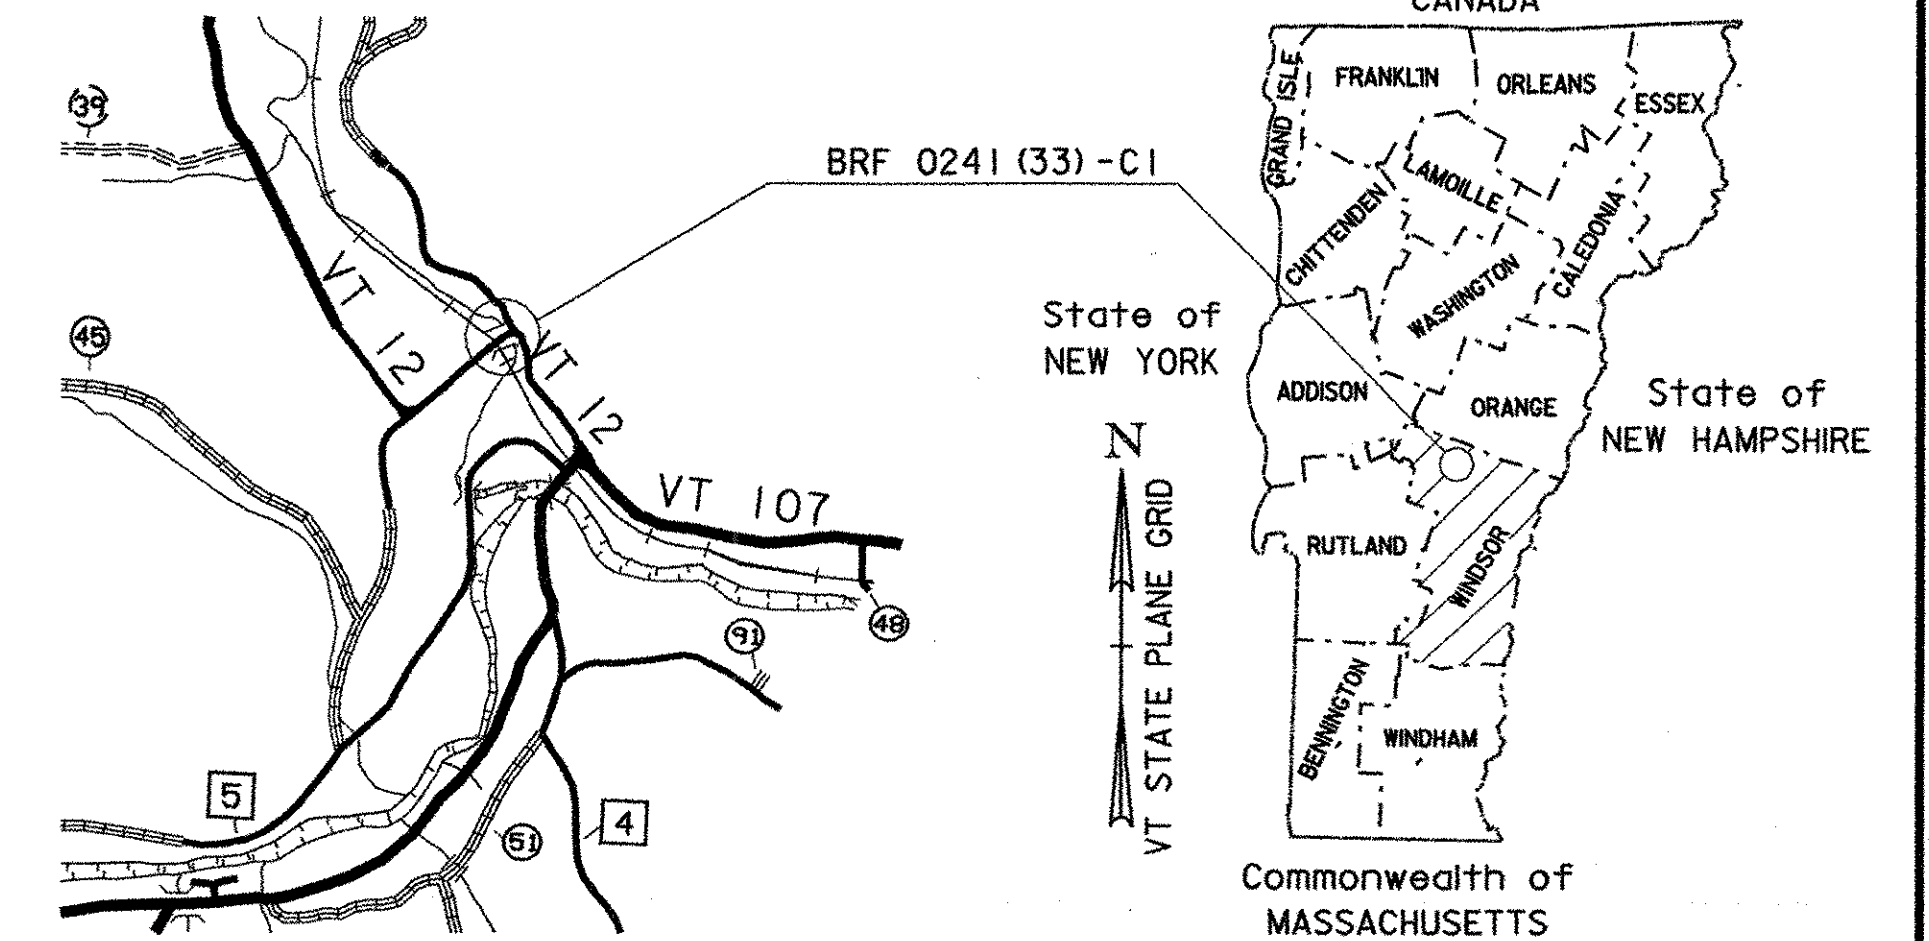 CANADA
39
BRF 0241 (33) -C1
VT 12
45
VT 12
VT 107
48
91
5
4
51
GRAND ISLE
FRANKLIN
ORLEANS
ESSEX
LAMOILLE
CHITTENDEN
CALEDONIA
WASHINGTON
State of
NEW YORK
ADDISON
ORANGE
State of
NEW HAMPSHIRE
N
VT STATE PLANE GRID
RUTLAND
WINDSOR
BENNINGTON
WINDHAM
Commonwealth of
MASSACHUSETTS